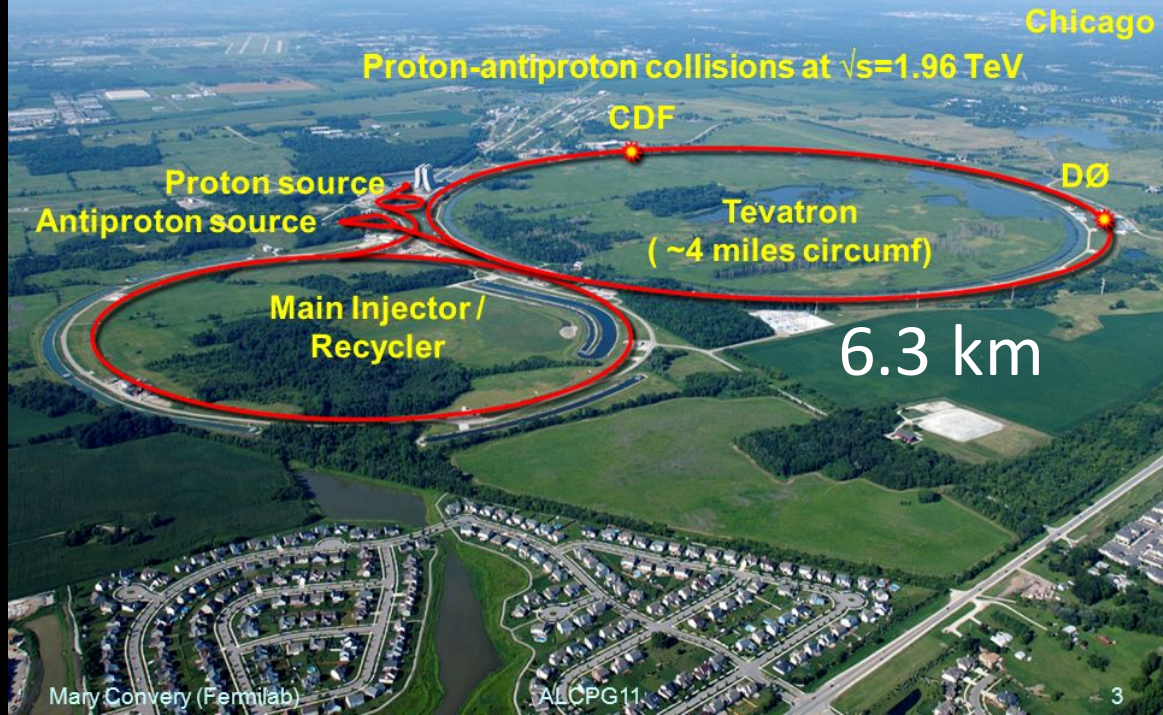 Chicago
Proton-antiproton collisions at √s=1.96 TeV
CDF
Proton source
DØ
Antiproton source
Tevatron
( ~4 miles circumf)
Main Injector /
Recycler
6.3 km
Mary Convery (Fermilab)
ALCPG11
3